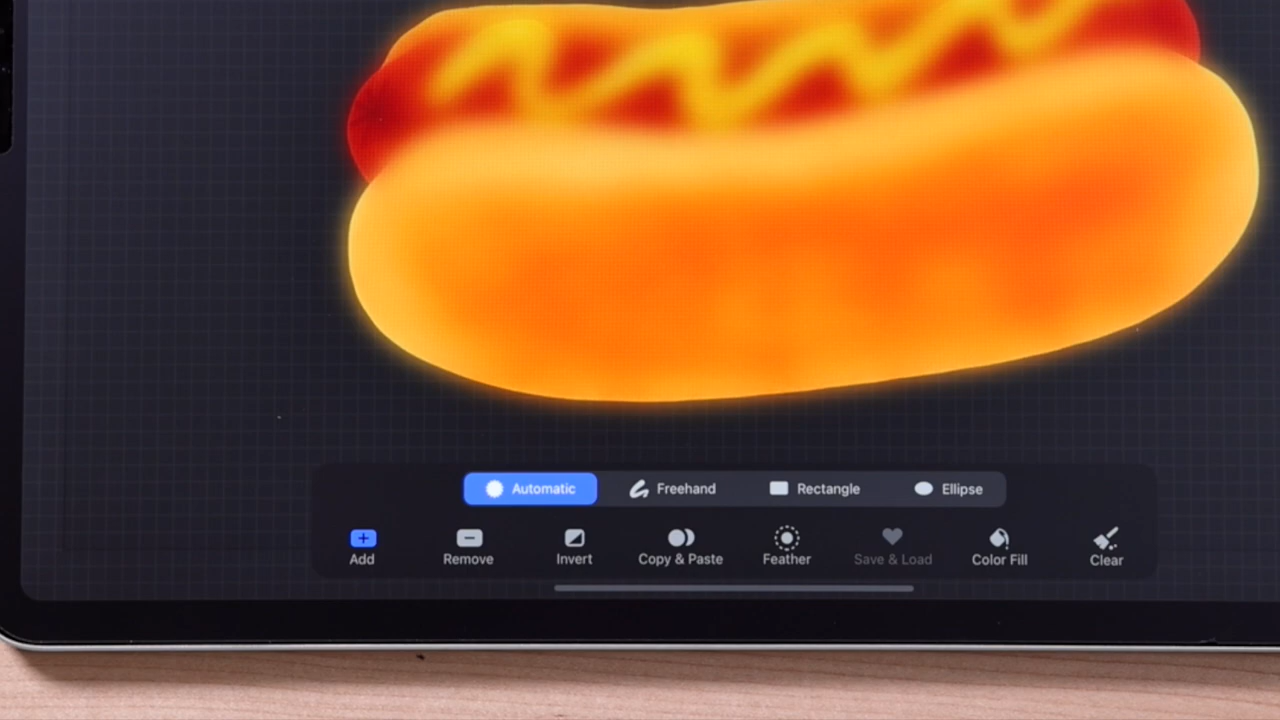 Automatic Freehand Rectangle Ellipse
Add Remove Invert Copy & Paste Feather Save & Load Color Fill Clear